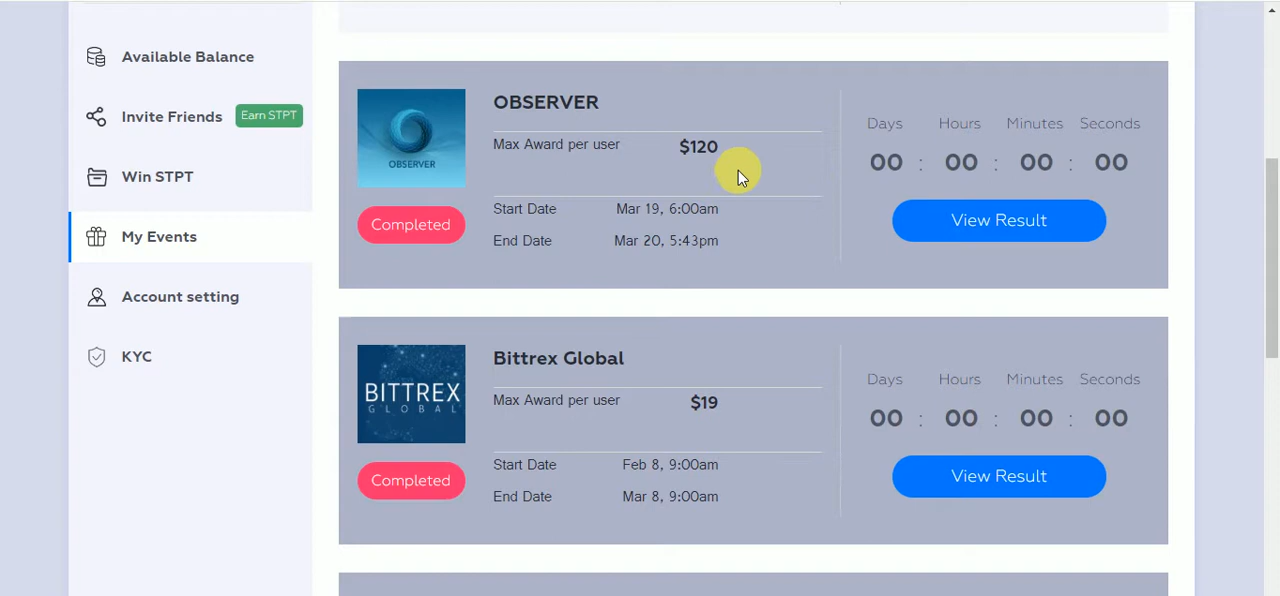 Available Balance
Invite Friends Earn STPT
Win STPT
My Events
Account setting
KYC
OBSERVER
OBSERVER
Max Award per user $120
Start Date Mar 19, 6:00am
End Date Mar 20, 5:43pm
Completed
Days Hours Minutes Seconds
00 : 00 : 00 : 00
View Result
BITTREX
GLOBAL
Bittrex Global
Max Award per user $19
Start Date Feb 8, 9:00am
End Date Mar 8, 9:00am
Completed
Days Hours Minutes Seconds
00 : 00 : 00 : 00
View Result